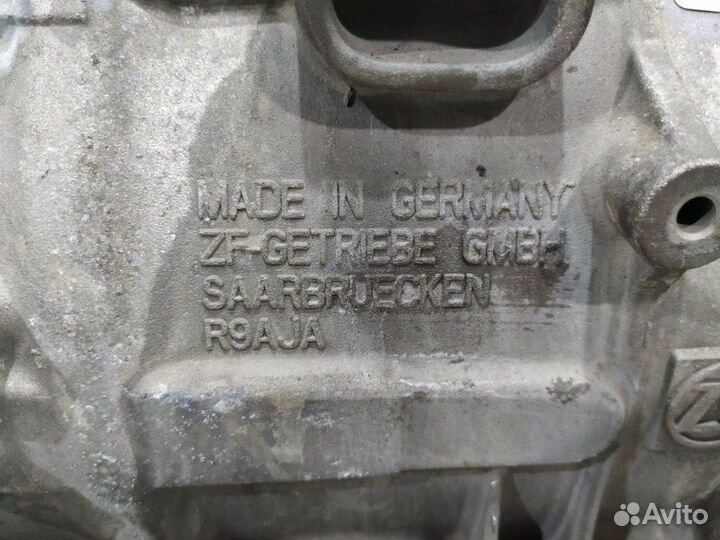 MADE IN GERMANY
ZF-GETRIEBE GMBH
SAARBRUECKEN
R9AJA
Avito